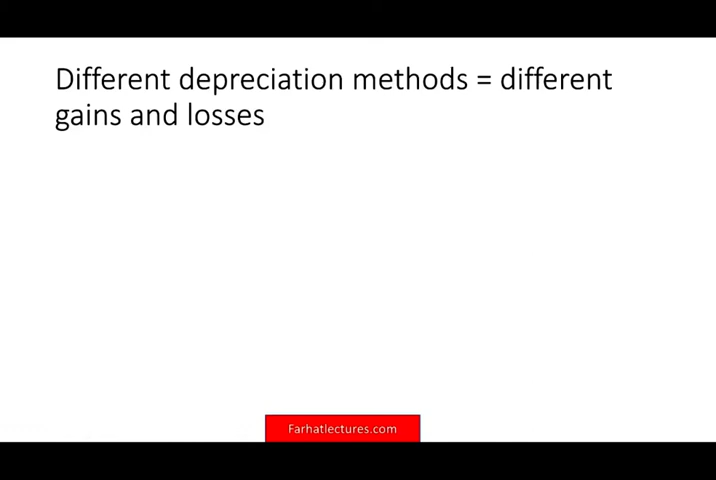 Different depreciation methods = different
gains and losses
Farhatlectures.com